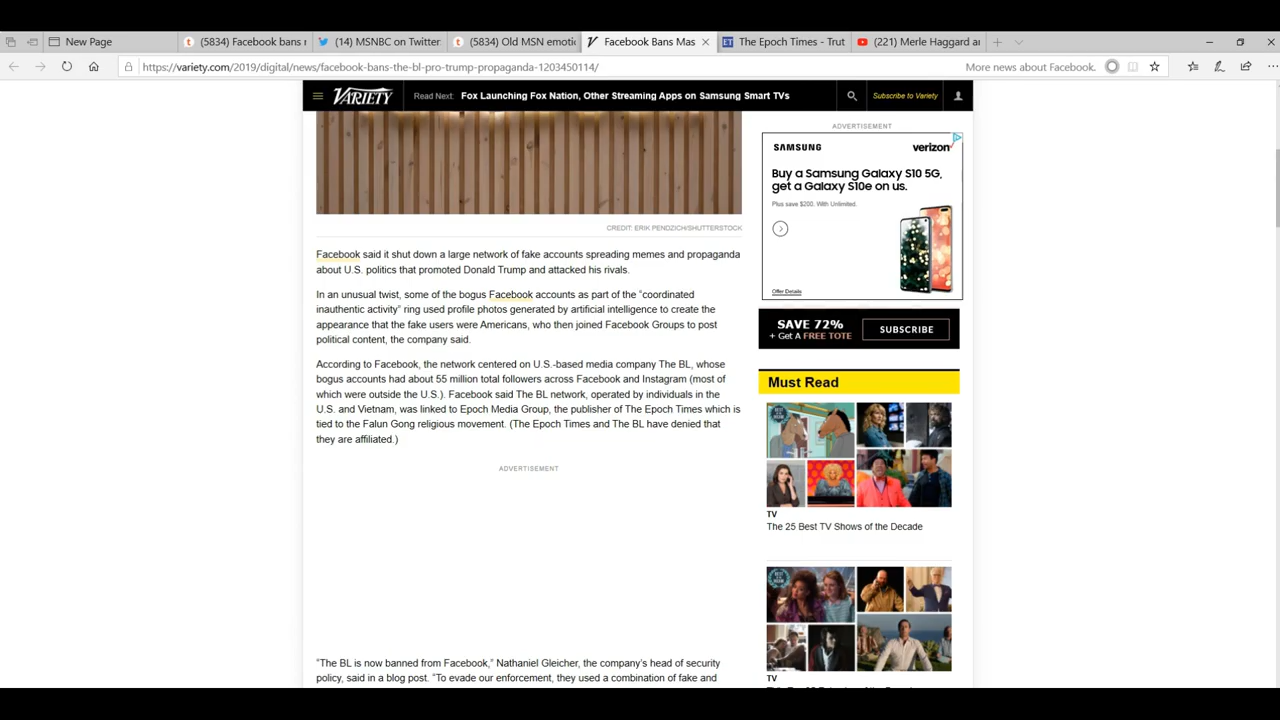 New Page
(5834) Facebook bans
(14) MSNBC on Twitter
(5834) Old MSN emotic
Facebook Bans Mas
The Epoch Times - Trut
(221) Merle Haggard ar
https://variety.com/2019/digital/news/facebook-bans-the-bl-pro-trump-propaganda-1203450114/
More news about Facebook.
VARIETY
Read Next: Fox Launching Fox Nation, Other Streaming Apps on Samsung Smart TVs
Subscribe to Variety
CREDIT: ERIK PENDZICH/SHUTTERSTOCK
Facebook said it shut down a large network of fake accounts spreading memes and propaganda
about U.S. politics that promoted Donald Trump and attacked his rivals.
In an unusual twist, some of the bogus Facebook accounts as part of the “coordinated
inauthentic activity” ring used profile photos generated by artificial intelligence to create the
appearance that the fake users were Americans, who then joined Facebook Groups to post
political content, the company said.
According to Facebook, the network centered on U.S.-based media company The BL, whose
bogus accounts had about 55 million total followers across Facebook and Instagram (most of
which were outside the U.S.). Facebook said The BL network, operated by individuals in the
U.S. and Vietnam, was linked to Epoch Media Group, the publisher of The Epoch Times which is
tied to the Falun Gong religious movement. (The Epoch Times and The BL have denied that
they are affiliated.)
ADVERTISEMENT
“The BL is now banned from Facebook,” Nathaniel Gleicher, the company’s head of security
policy, said in a blog post. “To evade our enforcement, they used a combination of fake and
ADVERTISEMENT
SAMSUNG
verizon
Buy a Samsung Galaxy S10 5G,
get a Galaxy S10e on us.
Plus save $200. With Unlimited.
Offer Details
SAVE 72%
+ Get A FREE TOTE
SUBSCRIBE
Must Read
TV
The 25 Best TV Shows of the Decade
TV